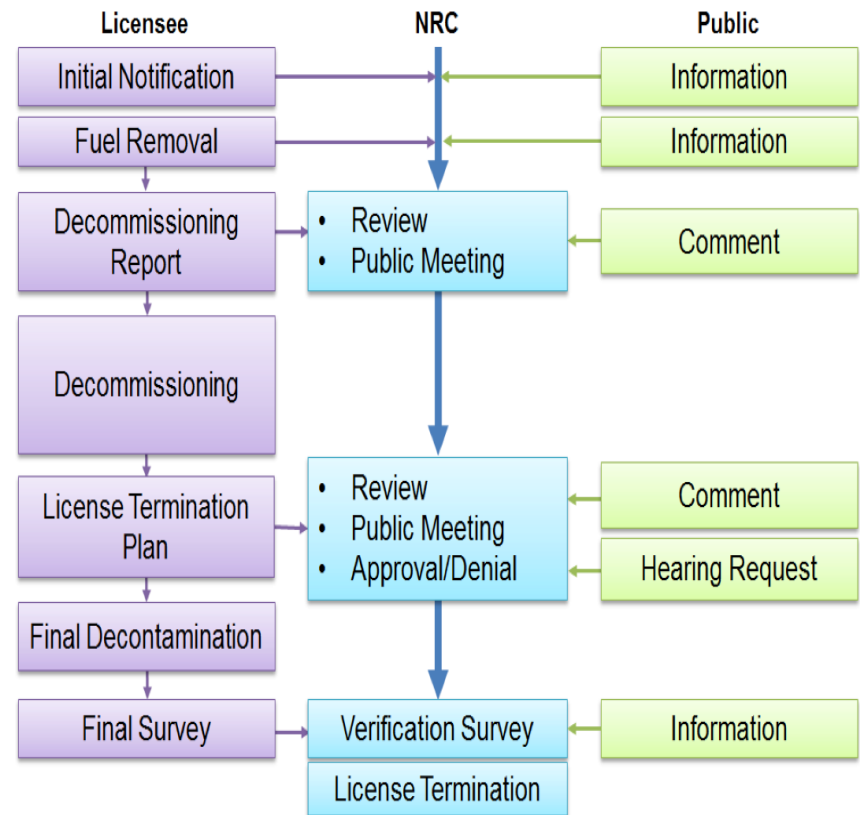 Licensee NRC Public
Initial Notification Information
Fuel Removal Information
Decommissioning
Report
• Review
• Public Meeting
Comment
Decommissioning
License Termination
Plan
• Review
• Public Meeting
• Approval/Denial
Comment
Hearing Request
Final Decontamination
Final Survey Verification Survey Information
License Termination